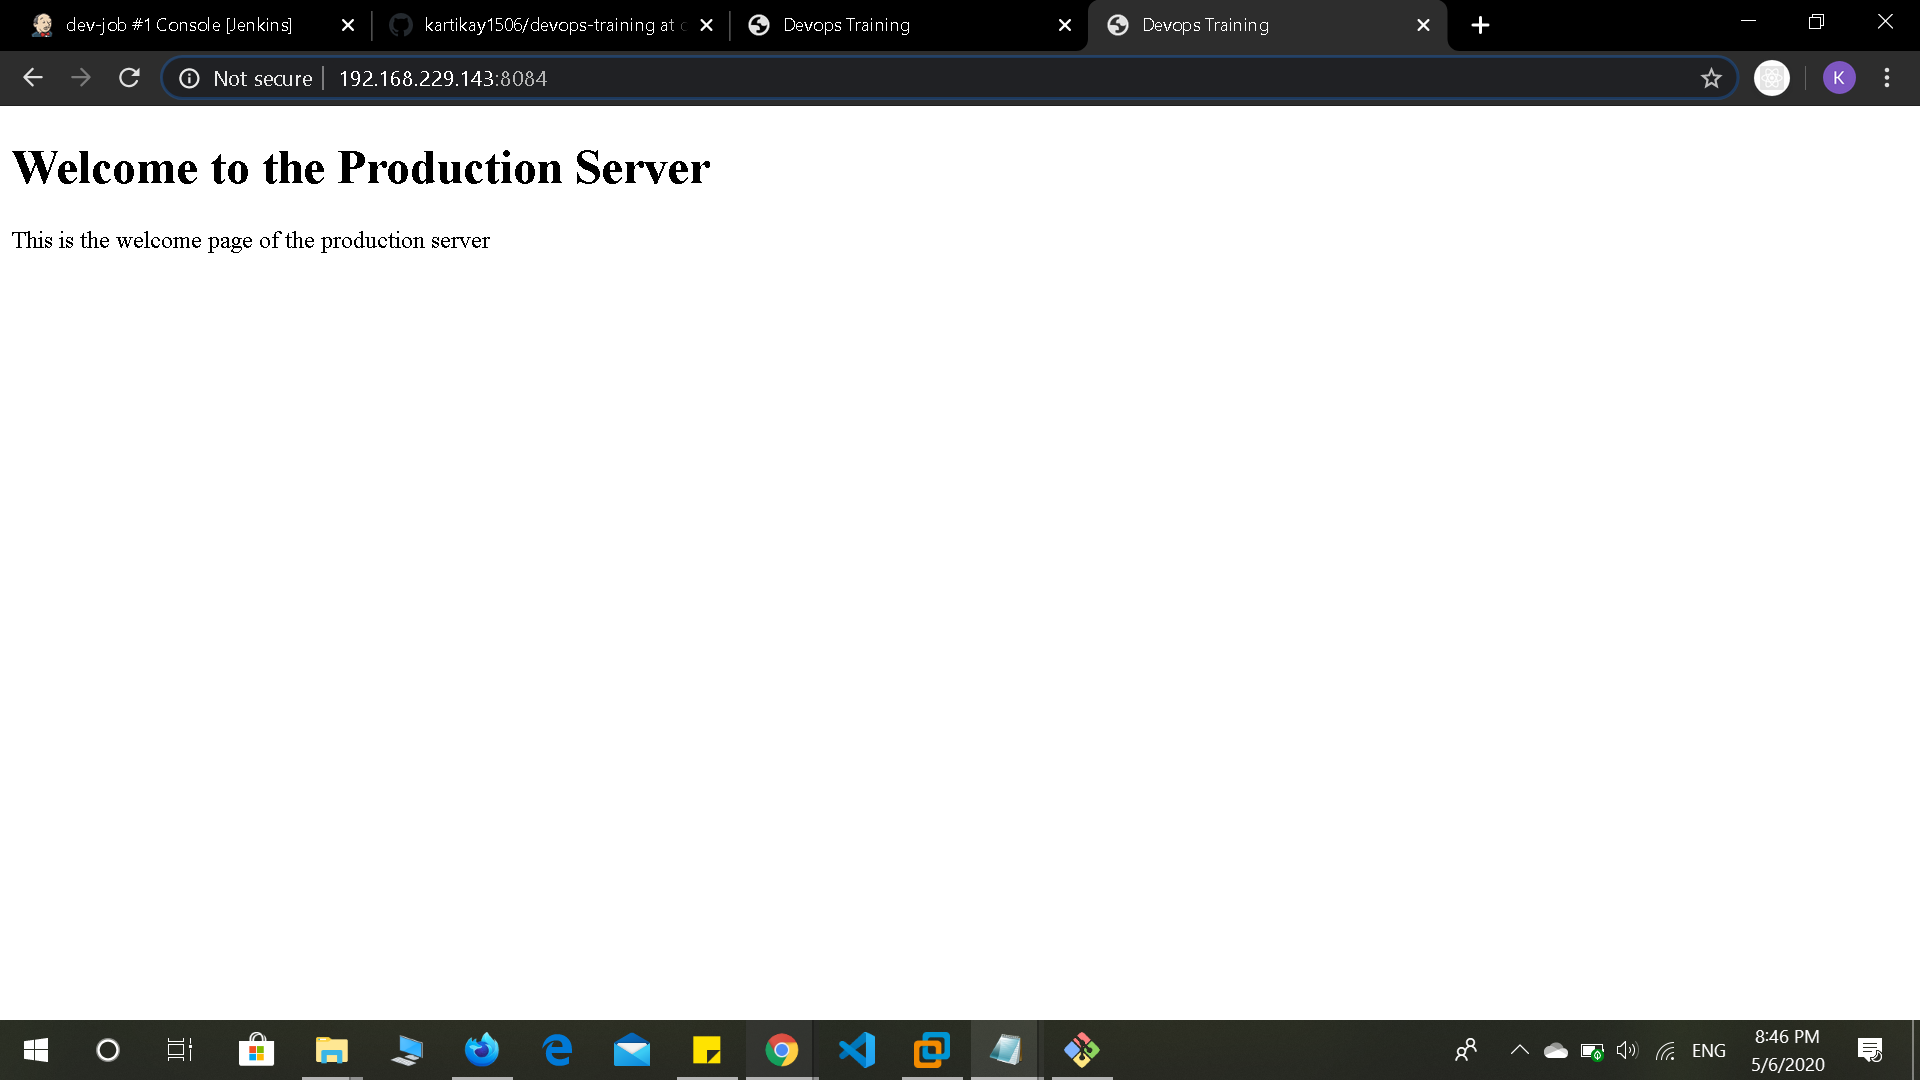 dev-job #1 Console [Jenkins]
kartikay1506/devops-training at
Devops Training
Devops Training
Not secure
192.168.229.143:8084
K
Welcome to the Production Server
This is the welcome page of the production server
ENG
8:46 PM
5/6/2020